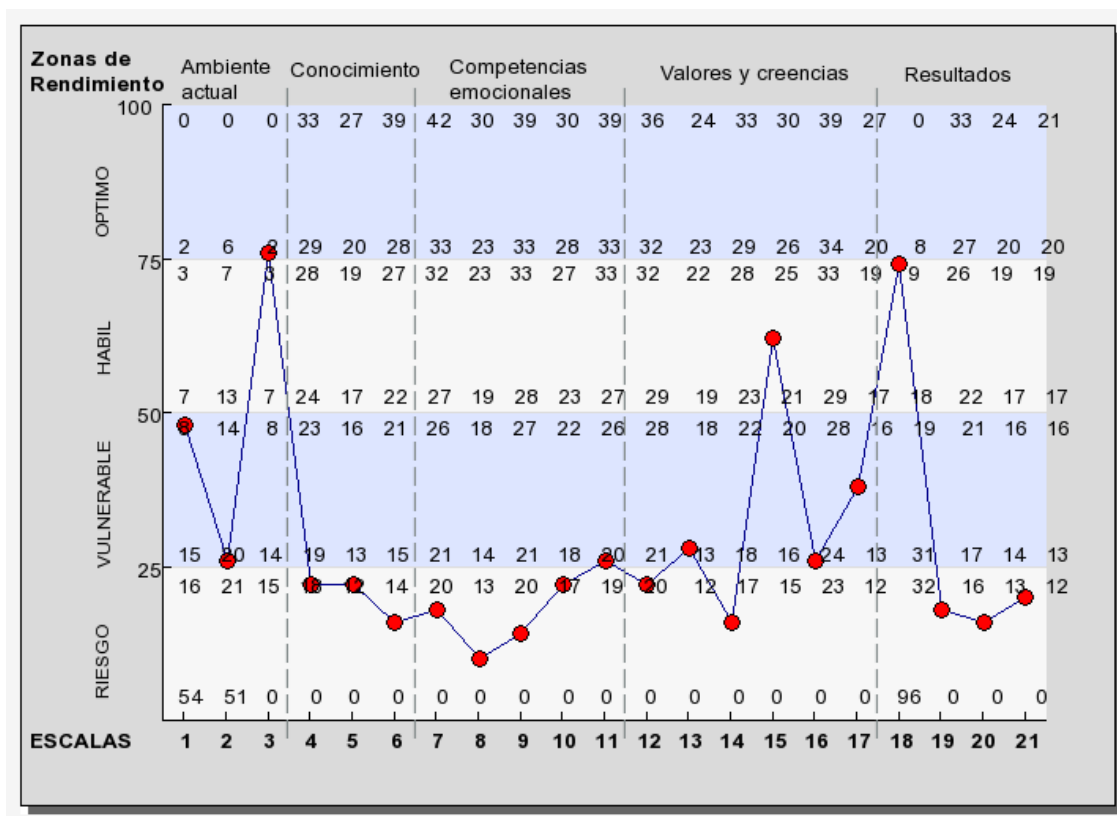 Zonas de
Rendimiento
Ambiente
actual
Conocimiento
Competencias
emocionales
Valores y creencias
Resultados
100
0 0 0 33 27 39 42 30 39 30 39 36 24 33 30 39 27 0 33 24 21
OPTIMO
2 6 2 29 20 28 33 23 33 28 33 32 23 29 26 34 20 8 27 20 20
75
3 7 3 28 19 27 32 23 33 27 33 32 22 28 25 33 19 9 26 19 19
HABIL
7 13 7 24 17 22 27 19 28 23 27 29 19 23 21 29 17 18 22 17 17
50
8 14 8 23 16 21 26 18 27 22 26 28 18 22 20 28 16 19 21 16 16
VULNERABLE
15 20 14 19 13 15 21 14 21 18 20 21 13 18 16 24 13 31 17 14 13
25
16 21 15 18 12 14 20 13 20 17 19 20 12 17 15 23 12 32 16 13 12
RIESGO
54 51 0 0 0 0 0 0 0 0 0 0 0 0 0 0 0 96 0 0 0
ESCALAS 1 2 3 4 5 6 7 8 9 10 11 12 13 14 15 16 17 18 19 20 21